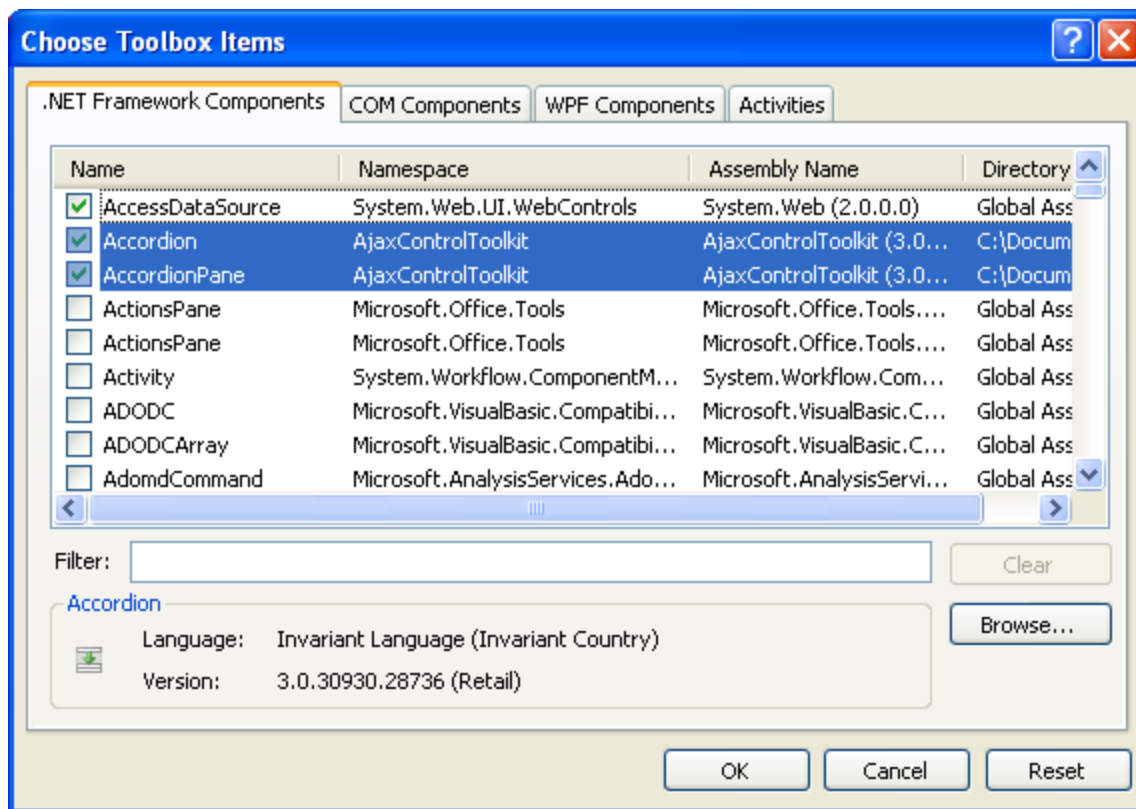 Choose Toolbox Items
.NET Framework Components COM Components WPF Components Activities
Name Namespace Assembly Name Directory
AccessDataSource System.Web.UI.WebControls System.Web (2.0.0.0) Global Ass
Accordion AjaxControlToolkit AjaxControlToolkit (3.0... C:\Docum
AccordionPane AjaxControlToolkit AjaxControlToolkit (3.0... C:\Docum
ActionsPane Microsoft.Office.Tools Microsoft.Office.Tools.... Global Ass
ActionsPane Microsoft.Office.Tools Microsoft.Office.Tools.... Global Ass
Activity System.Workflow.ComponentM... System.Workflow.Com... Global Ass
ADODC Microsoft.VisualBasic.Compatibi... Microsoft.VisualBasic.C... Global Ass
ADODCArray Microsoft.VisualBasic.Compatibi... Microsoft.VisualBasic.C... Global Ass
AdomdCommand Microsoft.AnalysisServices.Ado... Microsoft.AnalysisServi... Global Ass
Filter: Clear
Accordion
Browse...
Language: Invariant Language (Invariant Country)
Version: 3.0.30930.28736 (Retail)
OK Cancel Reset